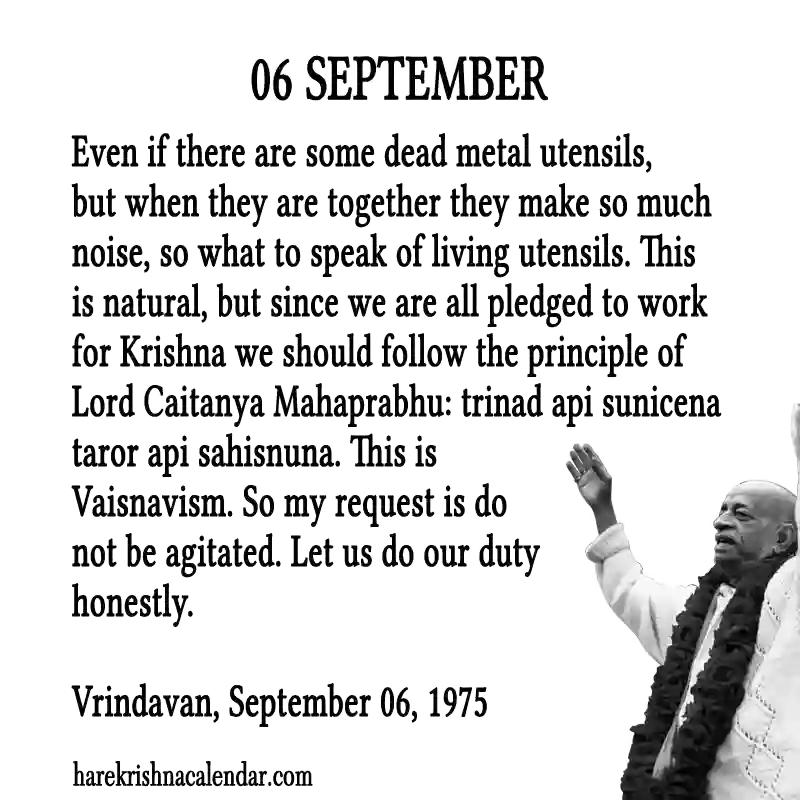 06 SEPTEMBER
Even if there are some dead metal utensils,
but when they are together they make so much
noise, so what to speak of living utensils. This
is natural, but since we are all pledged to work
for Krishna we should follow the principle of
Lord Caitanya Mahaprabhu: trinad api sunicena
taror api sahisnuna. This is
Vaisnavism. So my request is do
not be agitated. Let us do our duty
honestly.
Vrindavan, September 06, 1975
harekrishnacalendar.com